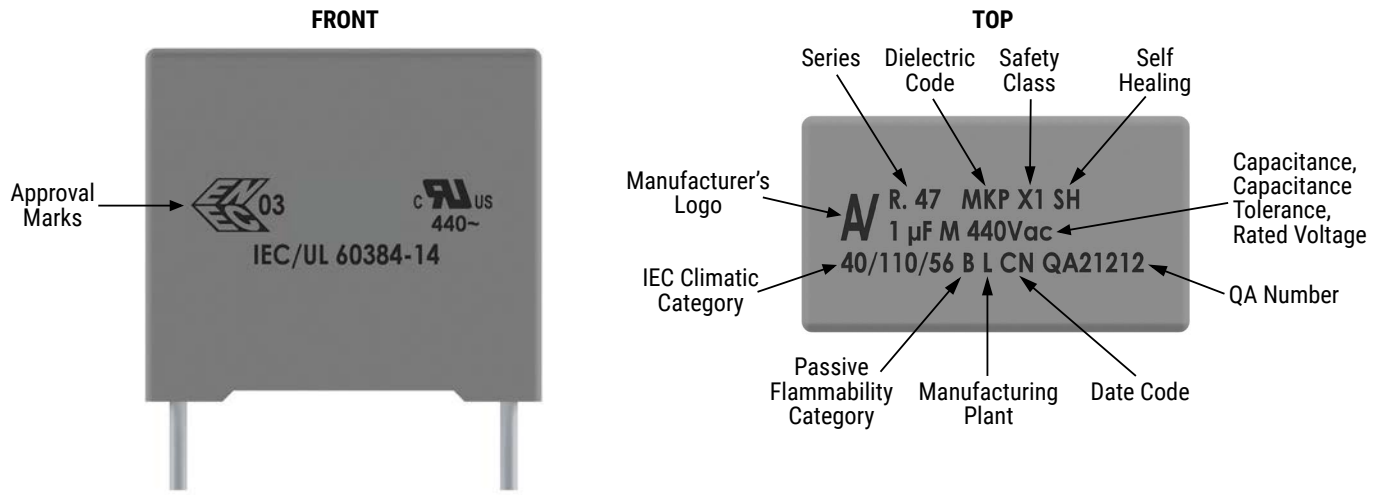 FRONT
Approval
Marks
ENEC 03
C UR US
440~
IEC/UL 60384-14
TOP
Series
Dielectric
Code
Safety
Class
Self
Healing
Manufacturer's
Logo
R. 47 MKP X1 SH
1 µF M 440Vac
40/110/56 B L CN QA21212
Capacitance,
Capacitance
Tolerance,
Rated Voltage
IEC Climatic
Category
QA Number
Passive
Flammability
Category
Manufacturing
Plant
Date Code